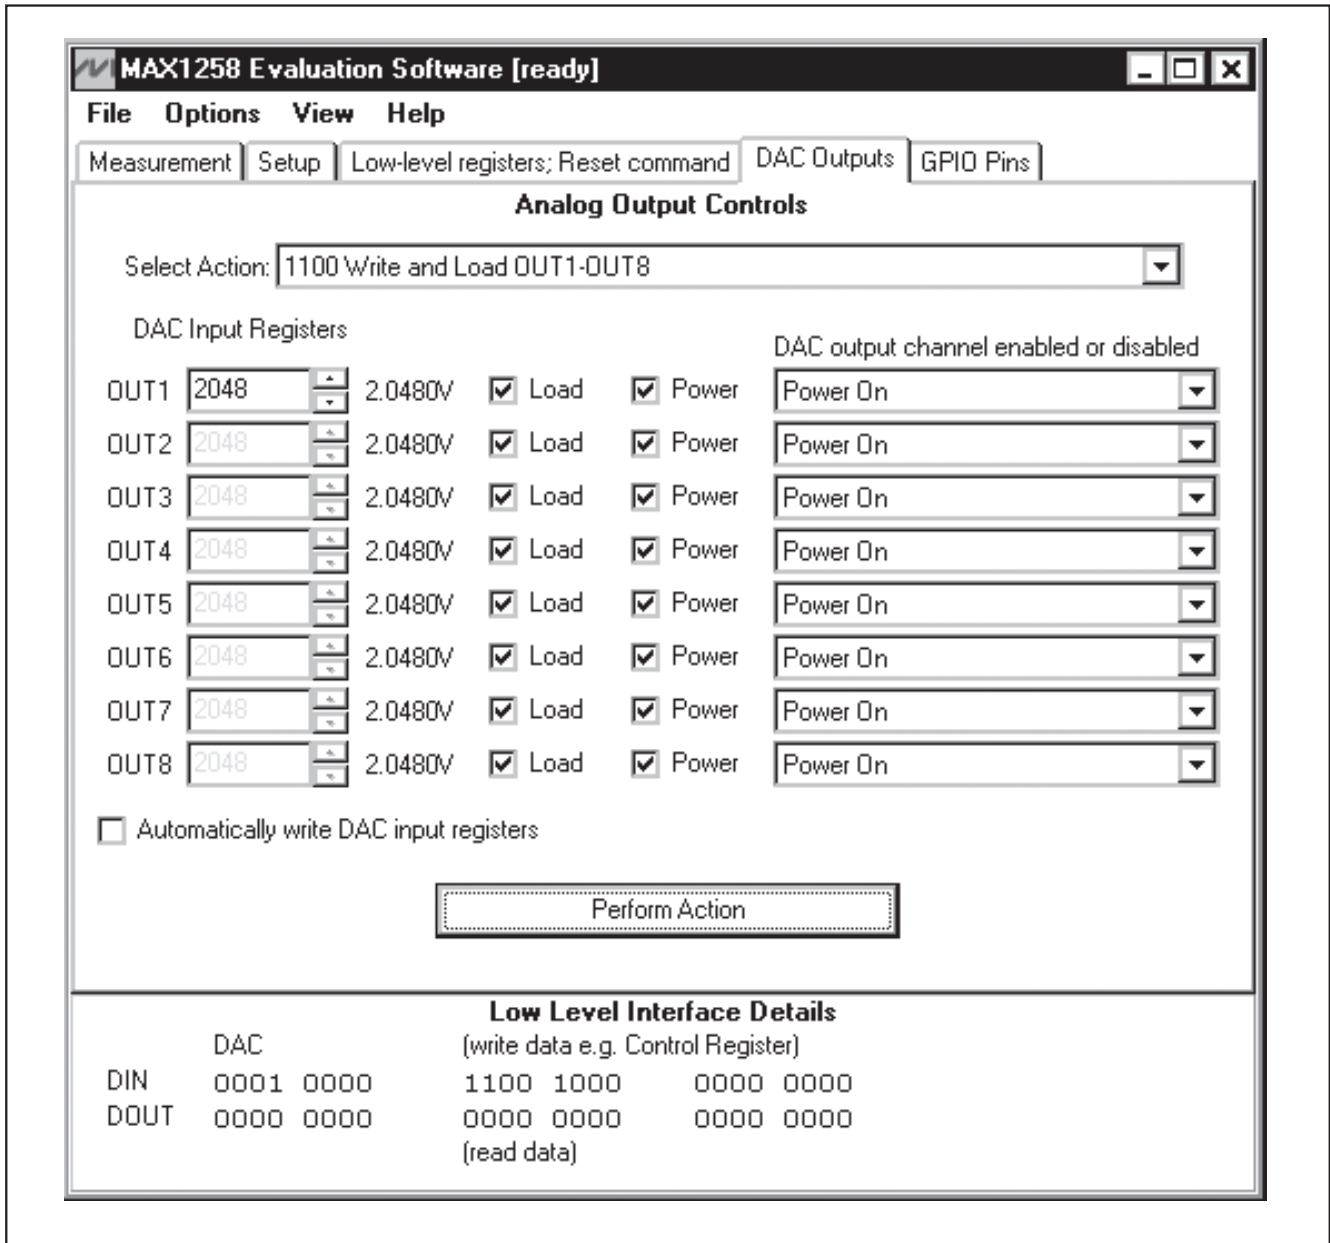 MAX1258 Evaluation Software [ready]
File Options View Help
Measurement Setup Low-level registers; Reset command DAC Outputs GPIO Pins
Analog Output Controls
Select Action: 1100 Write and Load OUT1-OUT8
DAC Input Registers
DAC output channel enabled or disabled
OUT1 2048 2.0480V Load Power Power On
OUT2 2048 2.0480V Load Power Power On
OUT3 2048 2.0480V Load Power Power On
OUT4 2048 2.0480V Load Power Power On
OUT5 2048 2.0480V Load Power Power On
OUT6 2048 2.0480V Load Power Power On
OUT7 2048 2.0480V Load Power Power On
OUT8 2048 2.0480V Load Power Power On
Automatically write DAC input registers
Perform Action
Low Level Interface Details
DAC (write data e.g. Control Register)
DIN 0001 0000 1100 1000 0000 0000
DOUT 0000 0000 0000 0000 0000 0000
(read data)